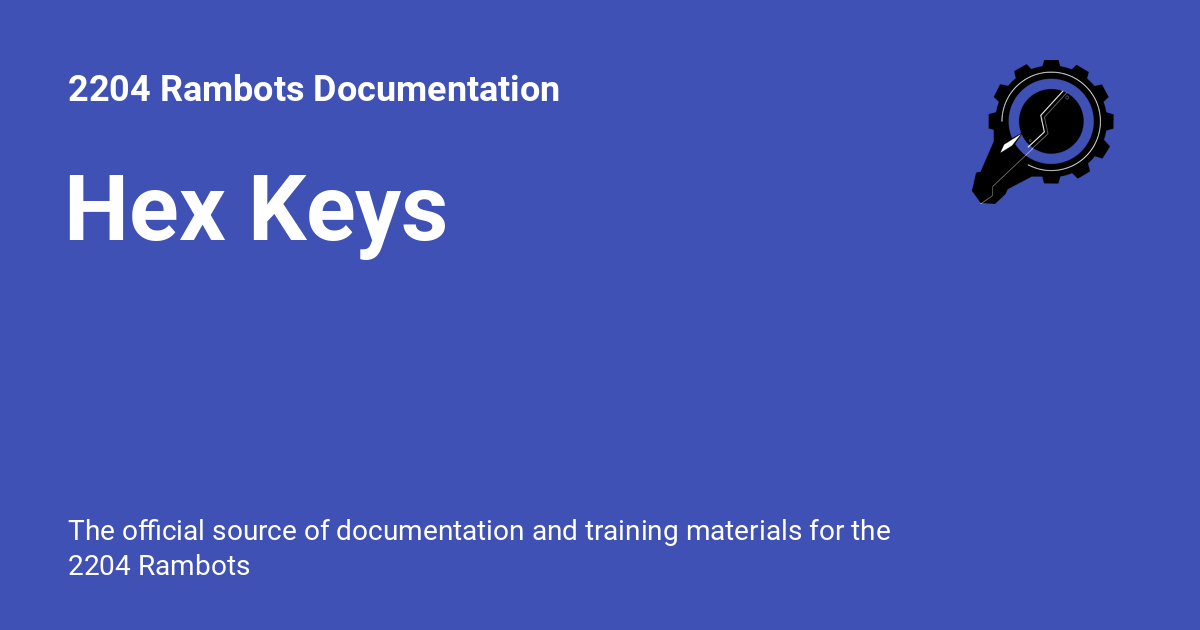 2204 Rambots Documentation
Hex Keys
The official source of documentation and training materials for the
2204 Rambots